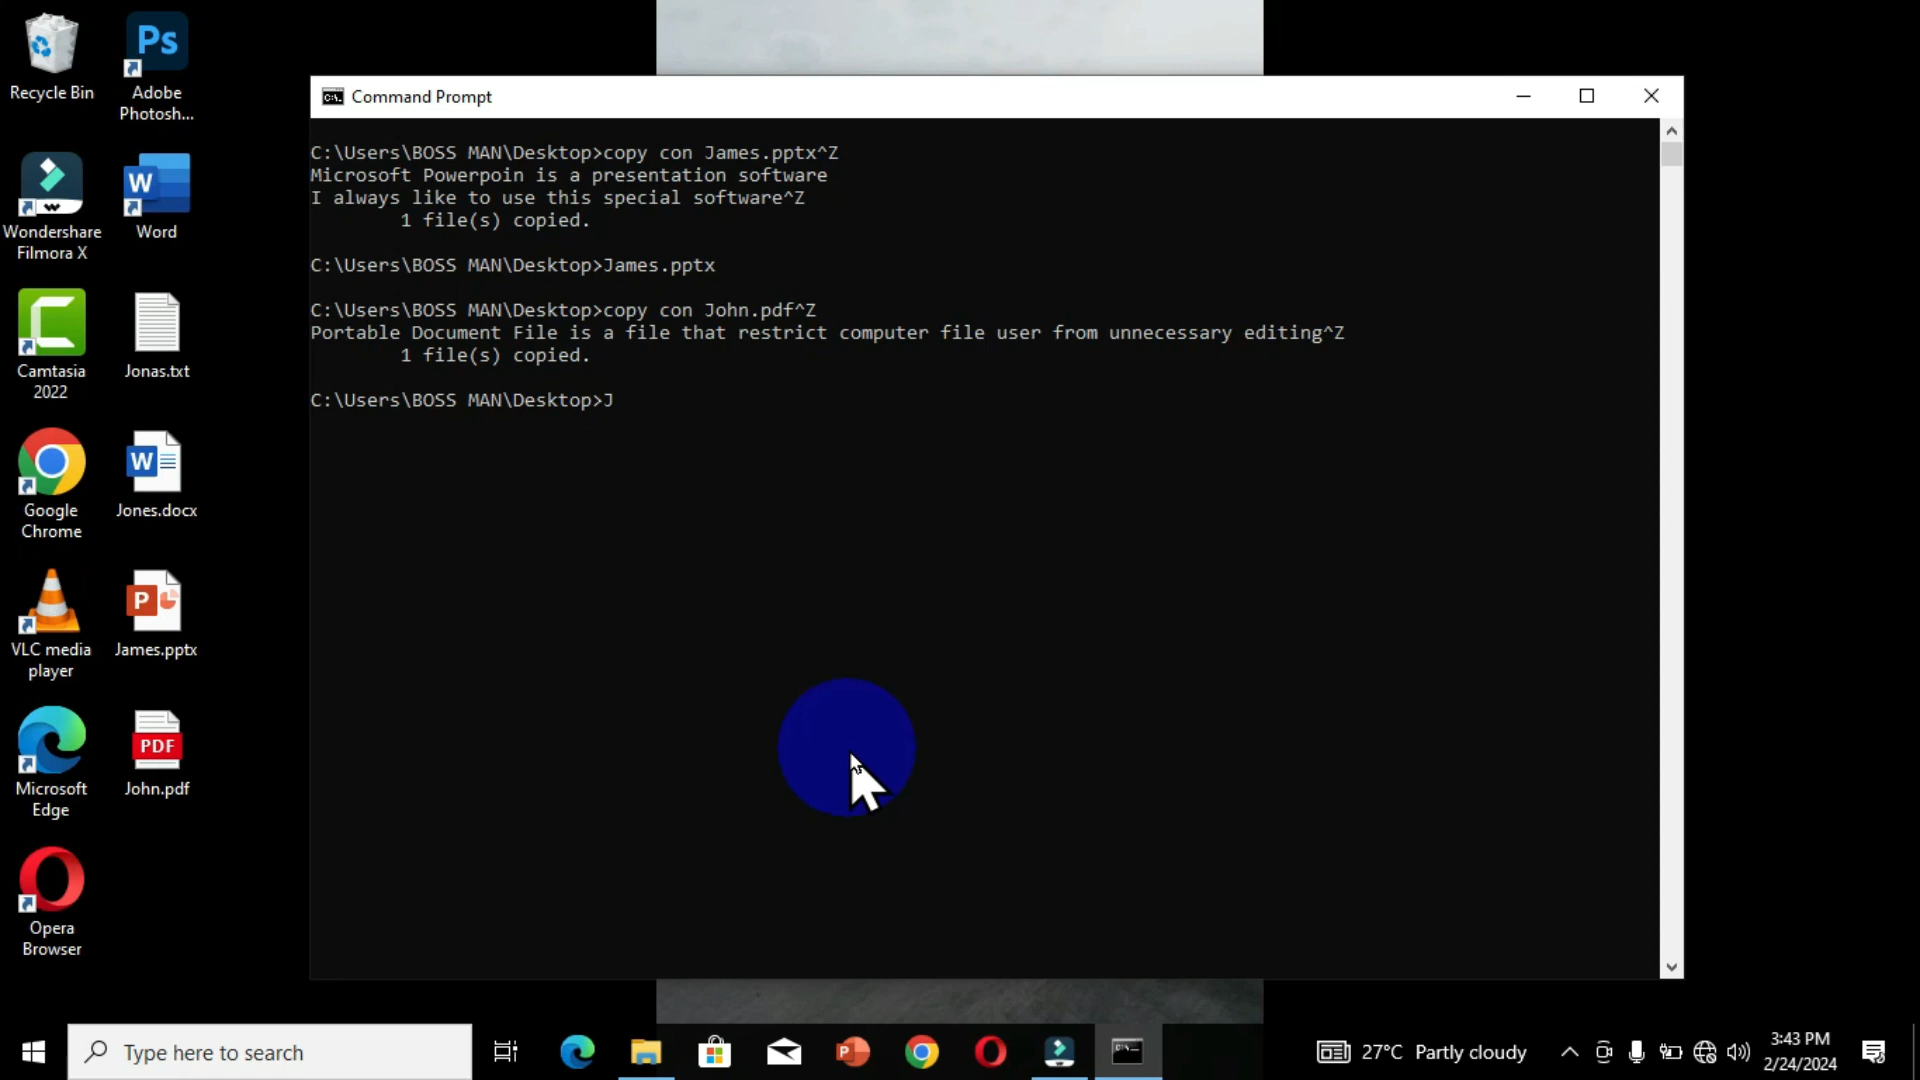 Recycle Bin
Ps
Adobe
Photosh...
Wondershare
Filmora X
W
Word
Camtasia
2022
Jonas.txt
Google
Chrome
W
Jones.docx
VLC media
player
P
James.pptx
Microsoft
Edge
PDF
John.pdf
Opera
Browser
C:\. Command Prompt
C:\Users\BOSS MAN\Desktop>copy con James.pptx^Z
Microsoft Powerpoin is a presentation software
I always like to use this special software^Z
1 file(s) copied.
C:\Users\BOSS MAN\Desktop>James.pptx
C:\Users\BOSS MAN\Desktop>copy con John.pdf^Z
Portable Document File is a file that restrict computer file user from unnecessary editing^Z
1 file(s) copied.
C:\Users\BOSS MAN\Desktop>J
Type here to search
P
27°C Partly cloudy
3:43 PM
2/24/2024